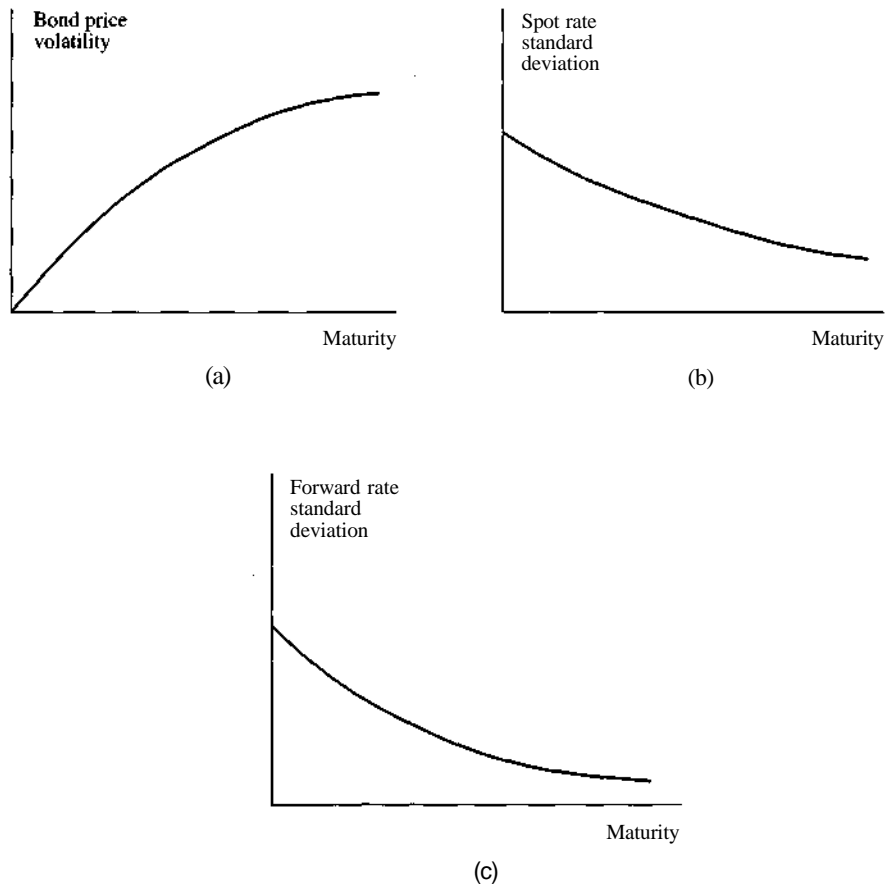 Bond price
volatility
Maturity
(a)
Spot rate
standard
deviation
Maturity
(b)
Forward rate
standard
deviation
Maturity
(c)